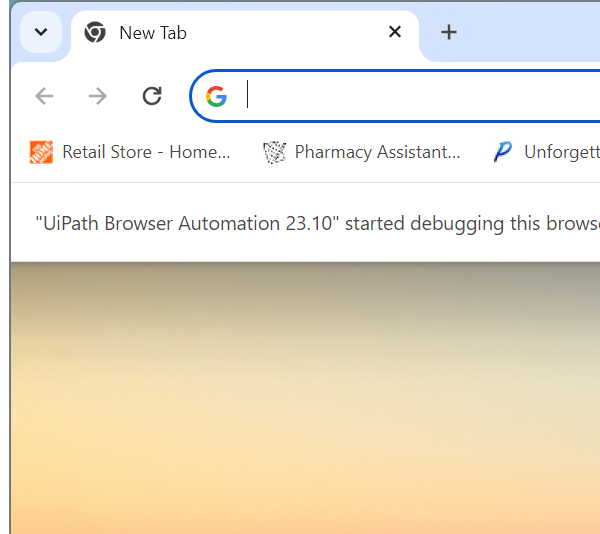 New Tab
Retail Store - Home... Pharmacy Assistant... Unforgett
"UiPath Browser Automation 23.10" started debugging this browse